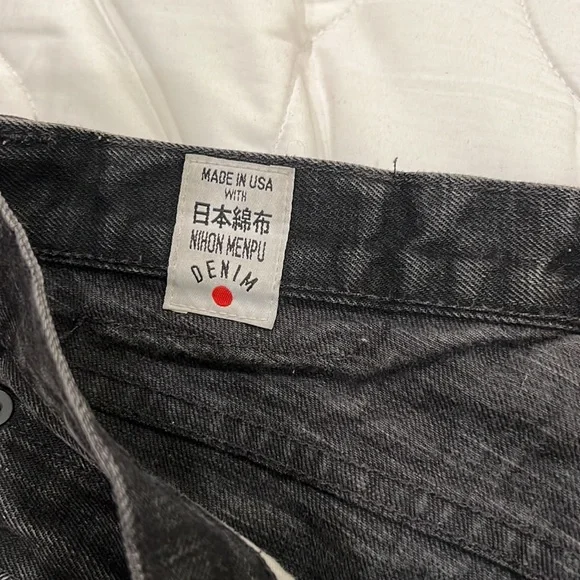 MADE IN USA
WITH
日本綿布
NIHON MENPU
DENIM